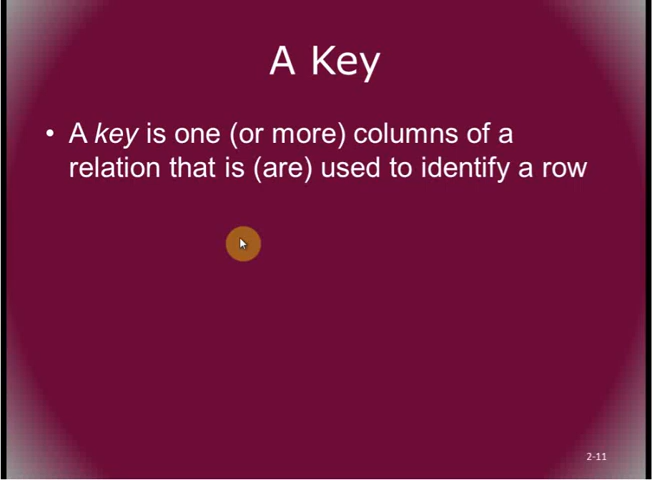 A Key
• A key is one (or more) columns of a
relation that is (are) used to identify a row
2-11